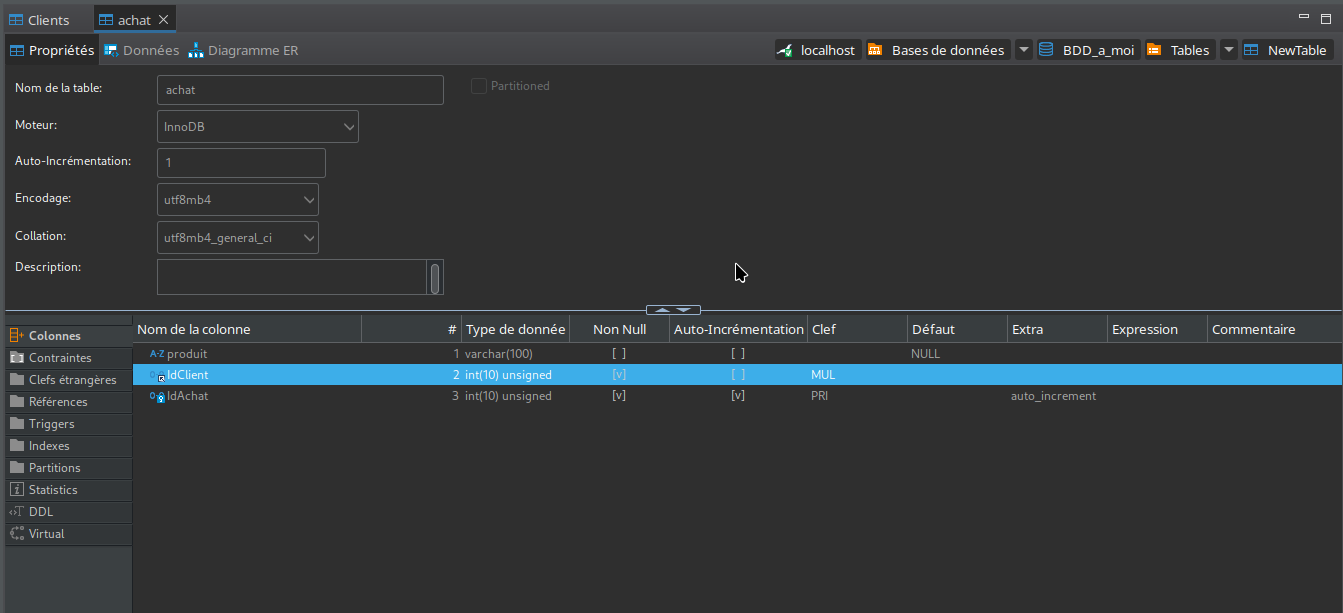 Clients achat
Propriétés Données Diagramme ER localhost Bases de données BDD_a_moi Tables NewTable
Nom de la table: achat Partitioned
Moteur: InnoDB
Auto-Incrémentation: 1
Encodage: utf8mb4
Collation: utf8mb4_general_ci
Description:
Colonnes
Contraintes
Clefs étrangères
Références
Triggers
Indexes
Partitions
Statistics
DDL
Virtual
Nom de la colonne # Type de donnée Non Null Auto-Incrémentation Clef Défaut Extra Expression Commentaire
A-Z produit 1 varchar(100) [ ] [ ] NULL
IdClient 2 int(10) unsigned [v] [ ] MUL
IdAchat 3 int(10) unsigned [v] [v] PRI auto_increment